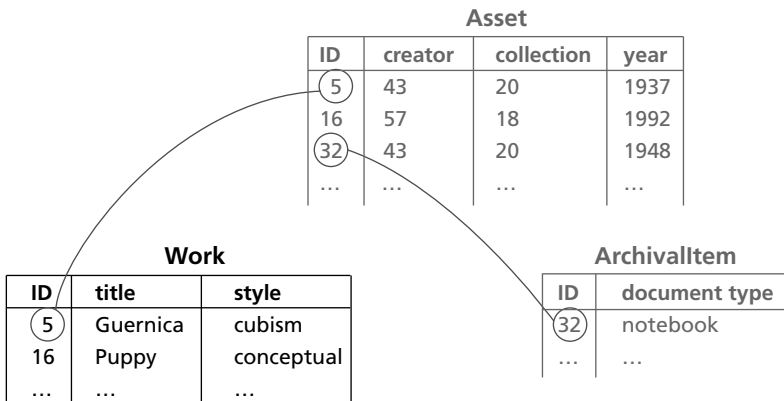 Asset
ID creator collection year
5 43 20 1937
16 57 18 1992
32 43 20 1948
... ... ... ...
Work
ID title style
5 Guernica cubism
16 Puppy conceptual
... ... ...
ArchivalItem
ID document type
32 notebook
... ...